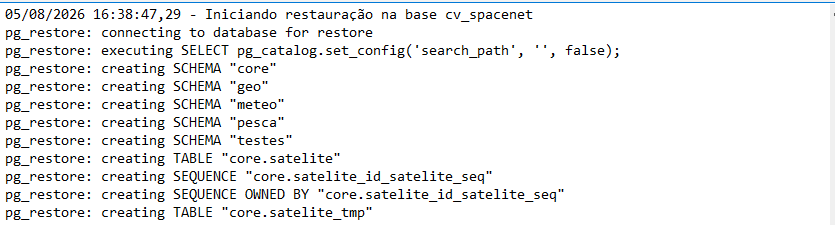 05/08/2026 16:38:47,29 - Iniciando restauração na base cv_spacenet
pg_restore: connecting to database for restore
pg_restore: executing SELECT pg_catalog.set_config('search_path', '', false);
pg_restore: creating SCHEMA "core"
pg_restore: creating SCHEMA "geo"
pg_restore: creating SCHEMA "meteo"
pg_restore: creating SCHEMA "pesca"
pg_restore: creating SCHEMA "testes"
pg_restore: creating TABLE "core.satelite"
pg_restore: creating SEQUENCE "core.satelite_id_satelite_seq"
pg_restore: creating SEQUENCE OWNED BY "core.satelite_id_satelite_seq"
pg_restore: creating TABLE "core.satelite_tmp"